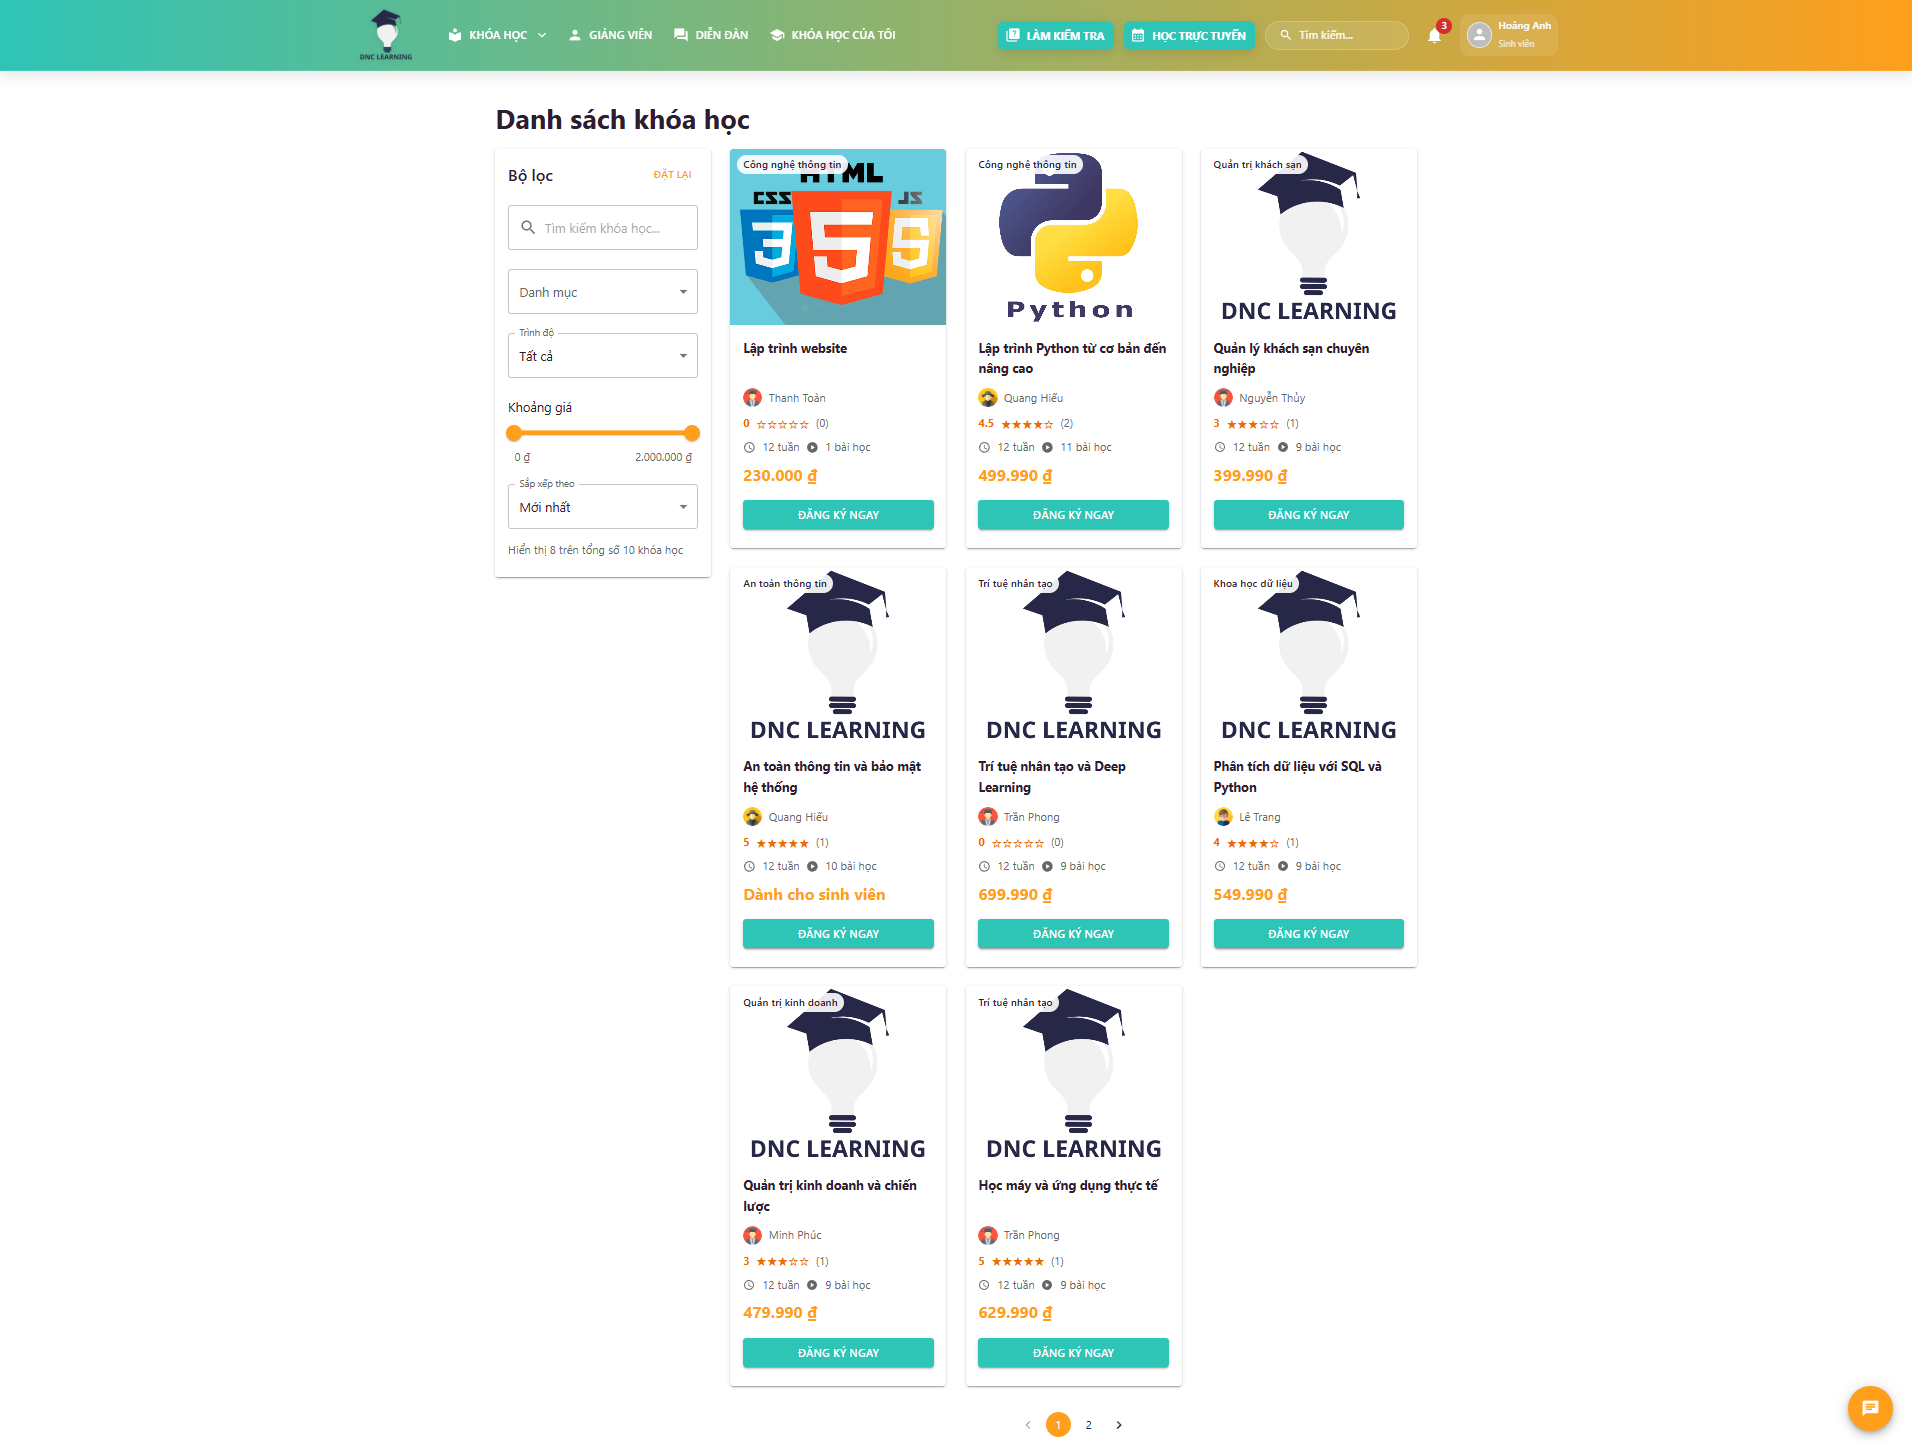 DNC LEARNING
KHÓA HỌC
GIẢNG VIÊN
DIỄN ĐÀN
KHÓA HỌC CỦA TÔI
LÀM KIỂM TRA
HỌC TRỰC TUYẾN
Tìm kiếm...
3
Hoàng Anh
Sinh viên
Danh sách khóa học
Bộ lọc
ĐẶT LẠI
Tìm kiếm khóa học...
Danh mục
Trình độ
Tất cả
Khoảng giá
0 ₫
2.000.000 ₫
Sắp xếp theo
Mới nhất
Hiển thị 8 trên tổng số 10 khóa học
Công nghệ thông tin
HTML
CSS
JS
3
5
5
Lập trình website
Thanh Toàn
0 (0)
12 tuần 1 bài học
230.000 ₫
ĐĂNG KÝ NGAY
Công nghệ thông tin
Python
Lập trình Python từ cơ bản đến
nâng cao
Quang Hiếu
4.5 (2)
12 tuần 11 bài học
499.990 ₫
ĐĂNG KÝ NGAY
Quản trị khách sạn
DNC LEARNING
Quản lý khách sạn chuyên
nghiệp
Nguyễn Thủy
3 (1)
12 tuần 9 bài học
399.990 ₫
ĐĂNG KÝ NGAY
An toàn thông tin
DNC LEARNING
An toàn thông tin và bảo mật
hệ thống
Quang Hiếu
5 (1)
12 tuần 10 bài học
Dành cho sinh viên
ĐĂNG KÝ NGAY
Trí tuệ nhân tạo
DNC LEARNING
Trí tuệ nhân tạo và Deep
Learning
Trần Phong
0 (0)
12 tuần 9 bài học
699.990 ₫
ĐĂNG KÝ NGAY
Khoa học dữ liệu
DNC LEARNING
Phân tích dữ liệu với SQL và
Python
Lê Trang
4 (1)
12 tuần 9 bài học
549.990 ₫
ĐĂNG KÝ NGAY
Quản trị kinh doanh
DNC LEARNING
Quản trị kinh doanh và chiến
lược
Minh Phúc
3 (1)
12 tuần 9 bài học
479.990 ₫
ĐĂNG KÝ NGAY
Trí tuệ nhân tạo
DNC LEARNING
Học máy và ứng dụng thực tế
Trần Phong
5 (1)
12 tuần 9 bài học
629.990 ₫
ĐĂNG KÝ NGAY
1 2